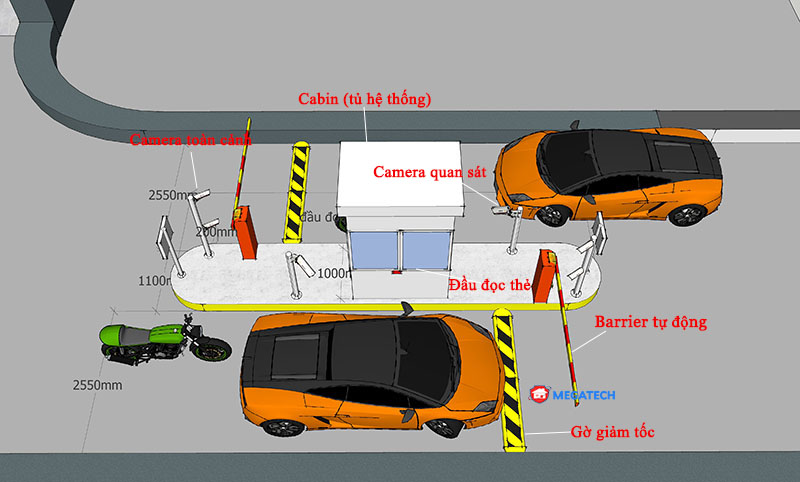 Cabin (tủ hệ thống)
Camera toàn cảnh
Camera quan sát
2550mm
đầu đọ
200mm
1100
1000m
Đầu đọc thẻ
Barrier tự động
2550mm
MEGATECH
Gờ giảm tốc